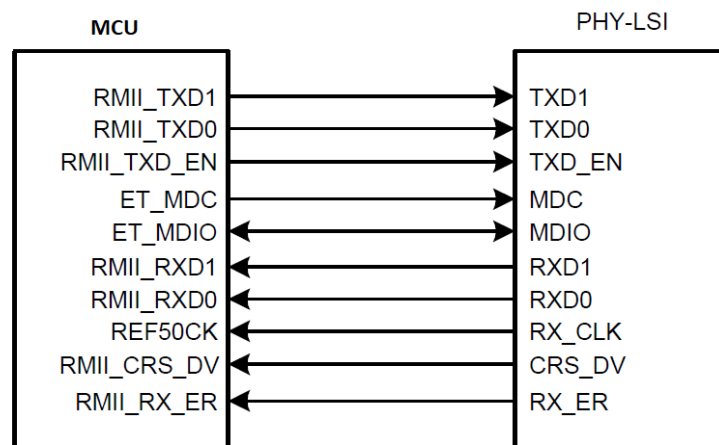 MCU PHY-LSI
RMII_TXD1 TXD1
RMII_TXD0 TXD0
RMII_TXD_EN TXD_EN
ET_MDC MDC
ET_MDIO MDIO
RMII_RXD1 RXD1
RMII_RXD0 RXD0
REF50CK RX_CLK
RMII_CRS_DV CRS_DV
RMII_RX_ER RX_ER